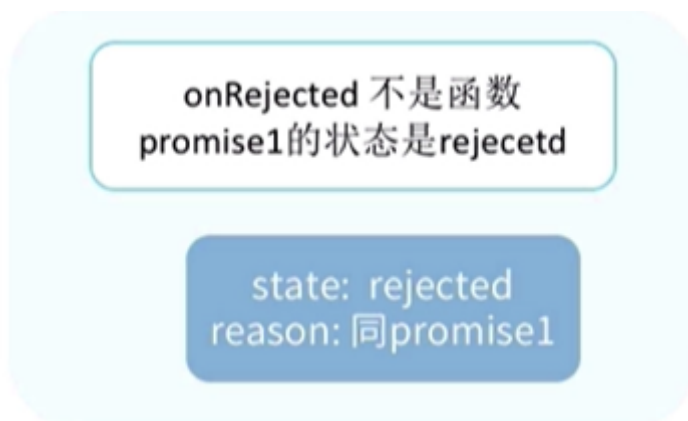 onRejected 不是函数
promise1的状态是rejecetd
state: rejected
reason: 同promise1